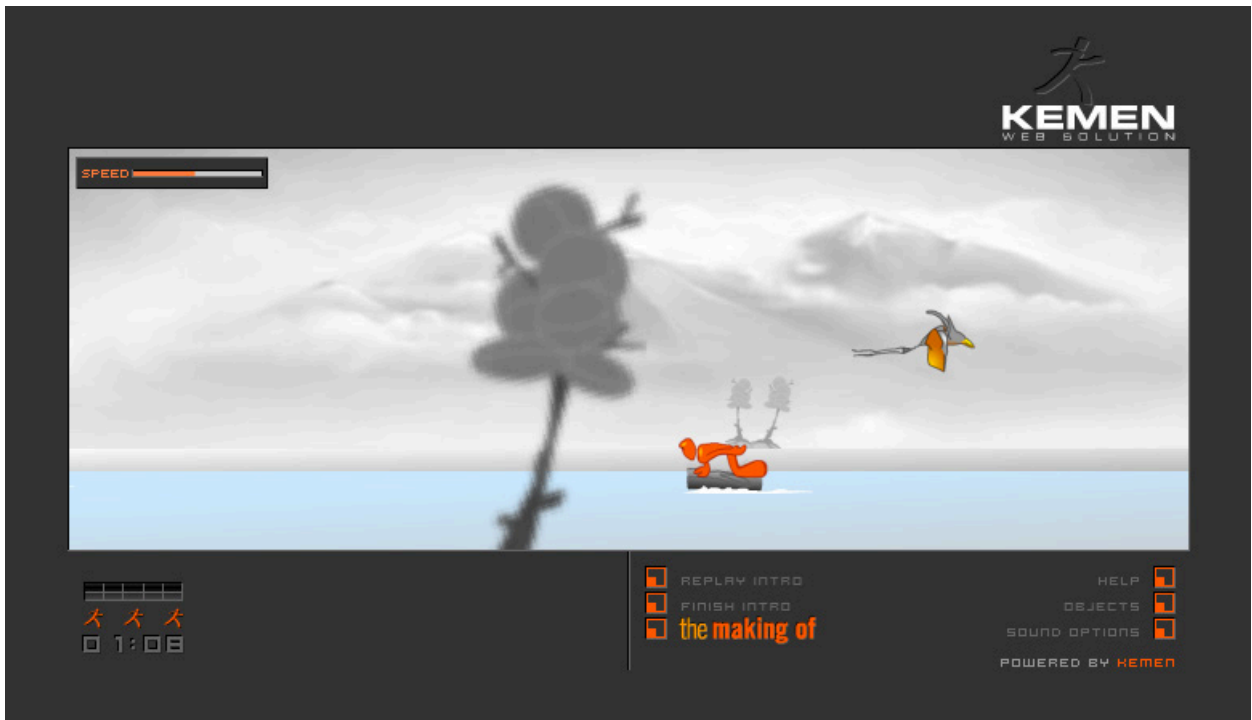 KEMEN
WEB SOLUTION
SPEED
REPLAY INTRO
FINISH INTRO
the making of
HELP
OBJECTS
SOUND OPTIONS
01:08
POWERED BY KEMEN